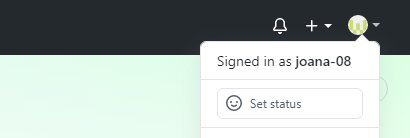 Signed in as joana-08
Set status